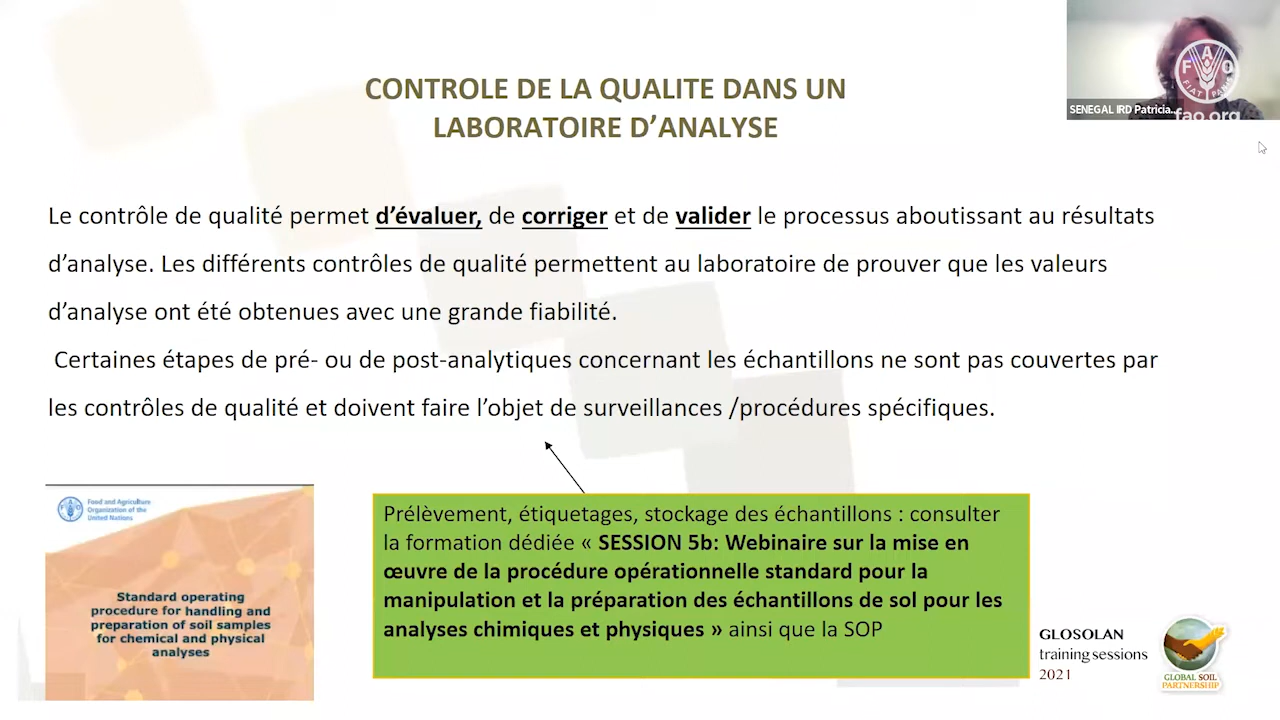 CONTROLE DE LA QUALITE DANS UN
LABORATOIRE D’ANALYSE
FAO
FIAT PANIS
SENEGAL IRD Patricia...
fao.org
Le contrôle de qualité permet d’évaluer, de corriger et de valider le processus aboutissant au résultats
d’analyse. Les différents contrôles de qualité permettent au laboratoire de prouver que les valeurs
d’analyse ont été obtenues avec une grande fiabilité.
Certaines étapes de pré- ou de post-analytiques concernant les échantillons ne sont pas couvertes par
les contrôles de qualité et doivent faire l’objet de surveillances /procédures spécifiques.
Food and Agriculture
Organization of the
United Nations
Standard operating
procedure for handling and
preparation of soil samples
for chemical and physical
analyses
Prélèvement, étiquetages, stockage des échantillons : consulter
la formation dédiée « SESSION 5b: Webinaire sur la mise en
œuvre de la procédure opérationnelle standard pour la
manipulation et la préparation des échantillons de sol pour les
analyses chimiques et physiques » ainsi que la SOP
GLOSOLAN
training sessions
2021
GLOBAL SOIL
PARTNERSHIP